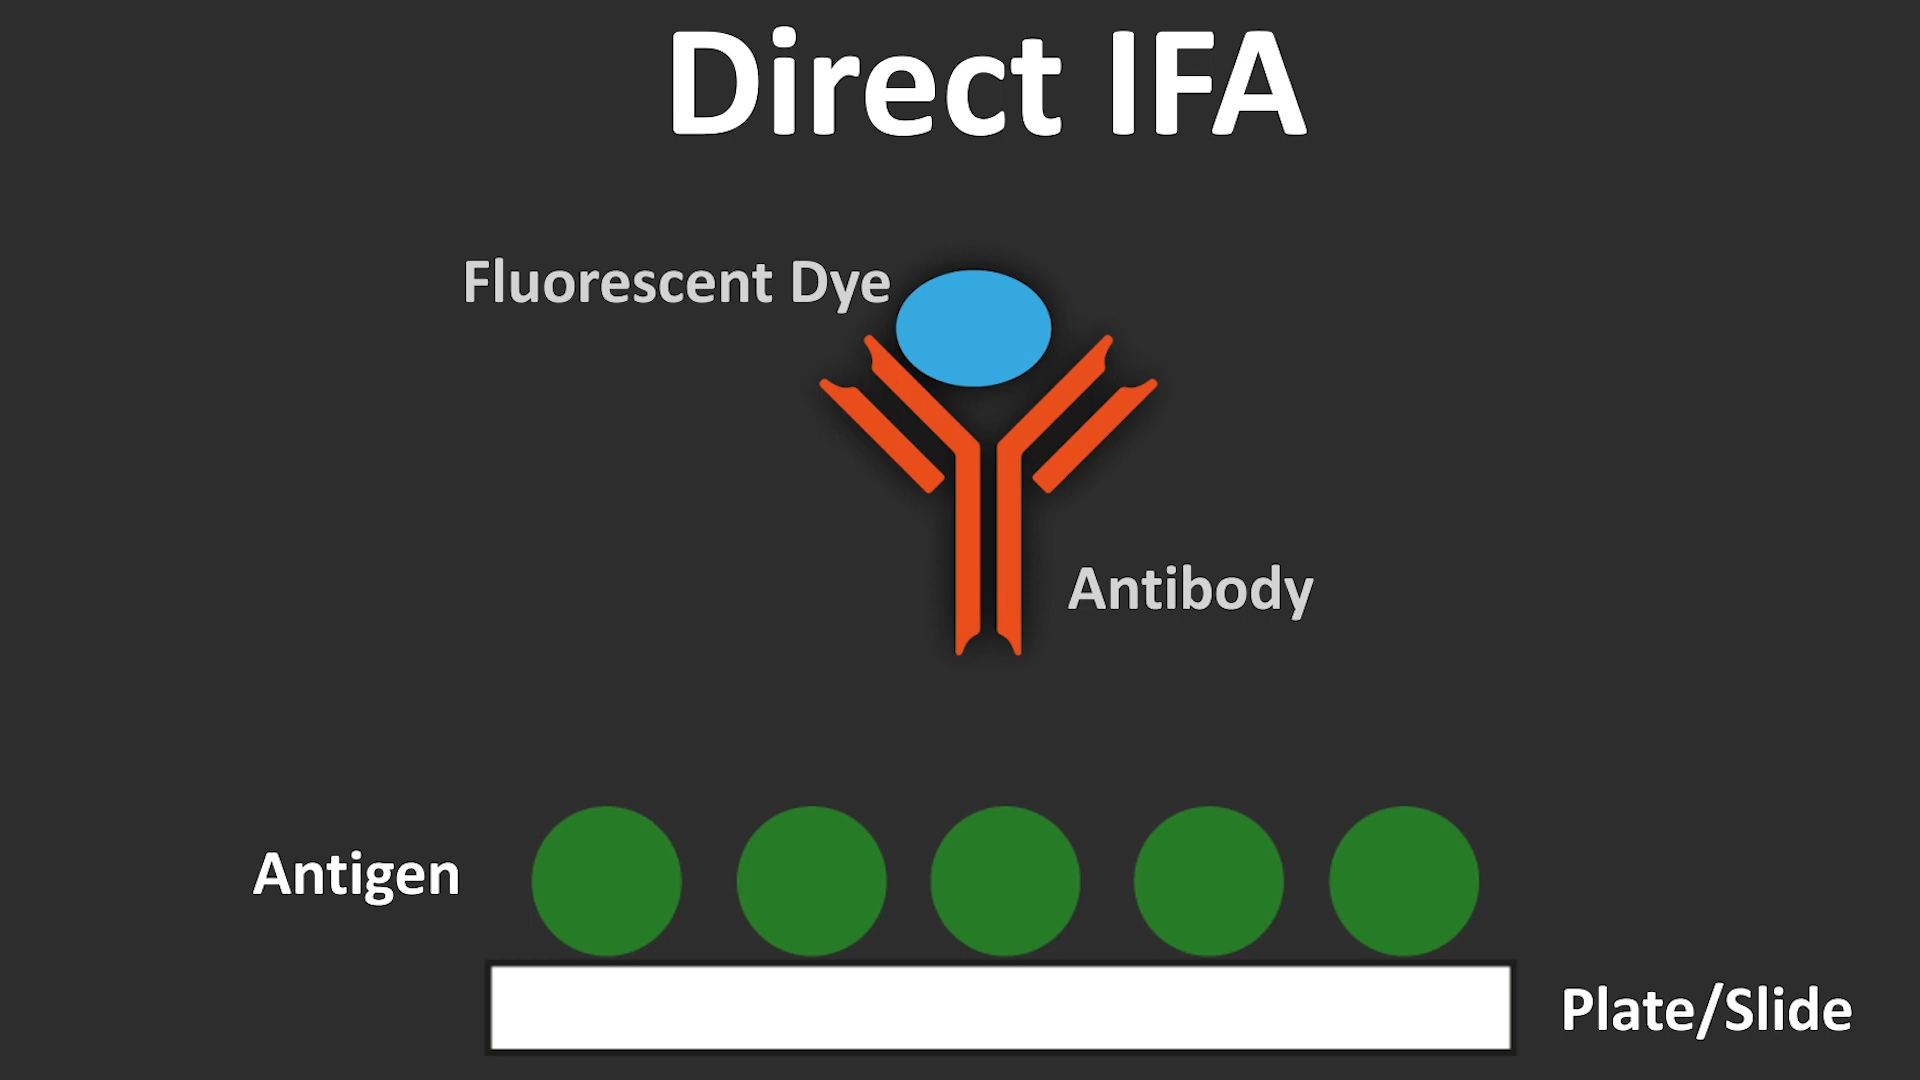 Direct IFA
Fluorescent Dye
Antibody
Antigen
Plate/Slide